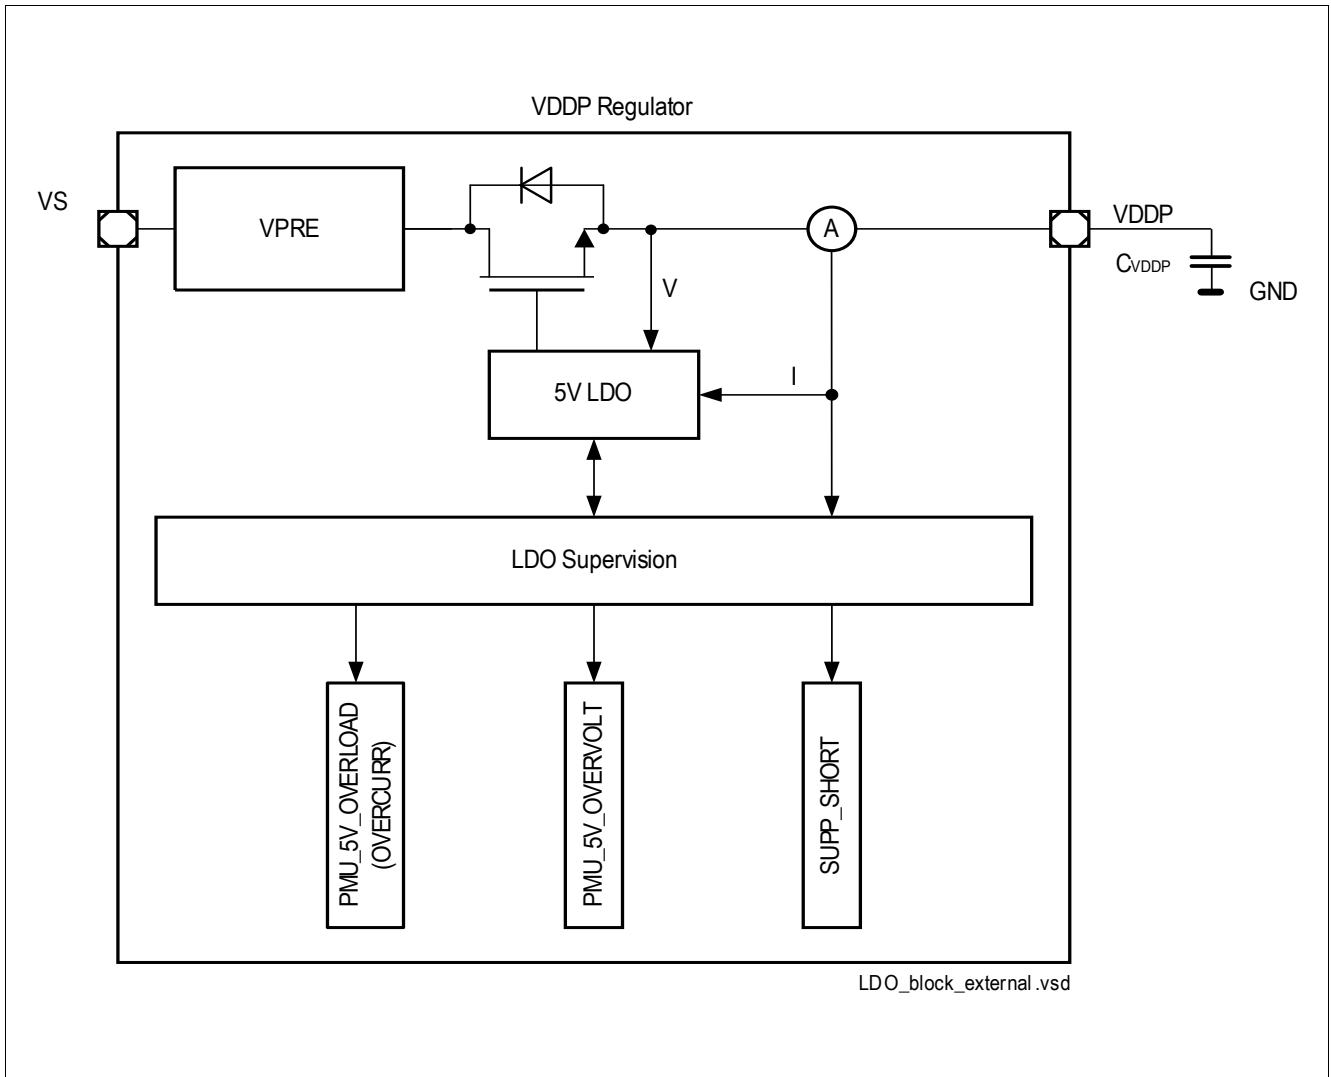 VDDP Regulator
VS
VPRE
VDDP
A
CVDDP
GND
V
5V LDO
I
LDO Supervision
PMU_5V_OVERLOAD
(OVERCURR)
PMU_5V_OVERVOLT
SUPP_SHORT
LDO_block_external.vsd